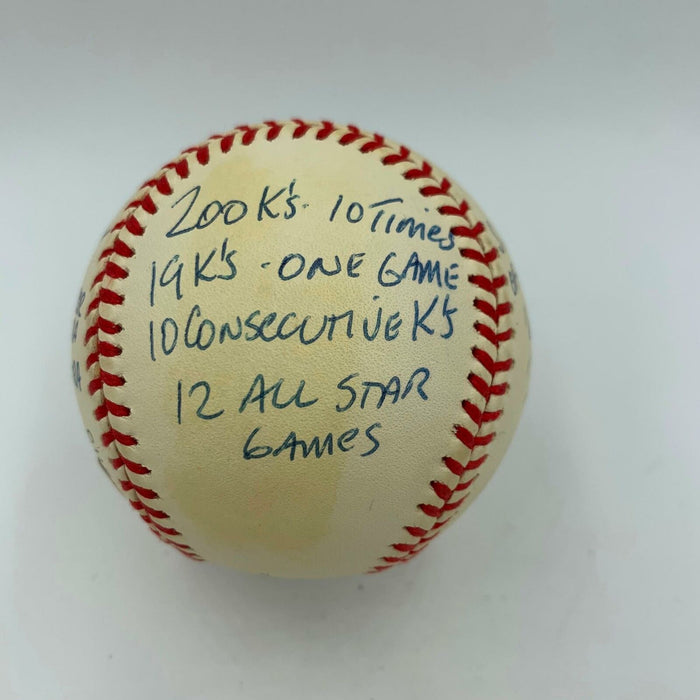 200 K's - 10 Times
19 K's - ONE GAME
10 CONSECUTIVE K's
12 ALL STAR
GAMES